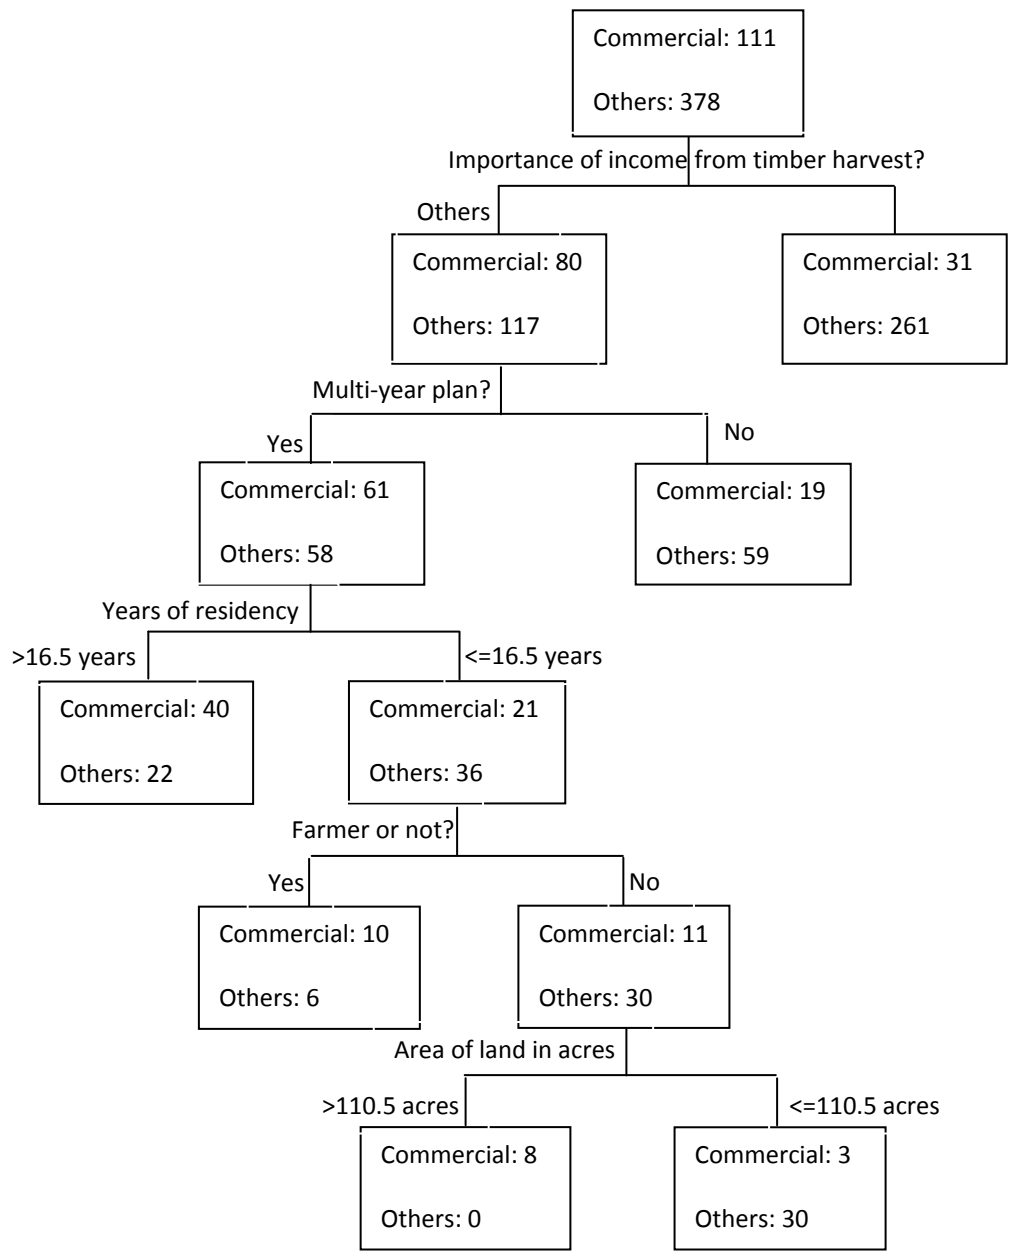 Commercial: 111
Others: 378
Importance of income from timber harvest?
Others
Commercial: 80
Others: 117
Commercial: 31
Others: 261
Multi-year plan?
Yes
No
Commercial: 61
Others: 58
Commercial: 19
Others: 59
Years of residency
>16.5 years
<=16.5 years
Commercial: 40
Others: 22
Commercial: 21
Others: 36
Farmer or not?
Yes
No
Commercial: 10
Others: 6
Commercial: 11
Others: 30
Area of land in acres
>110.5 acres
<=110.5 acres
Commercial: 8
Others: 0
Commercial: 3
Others: 30